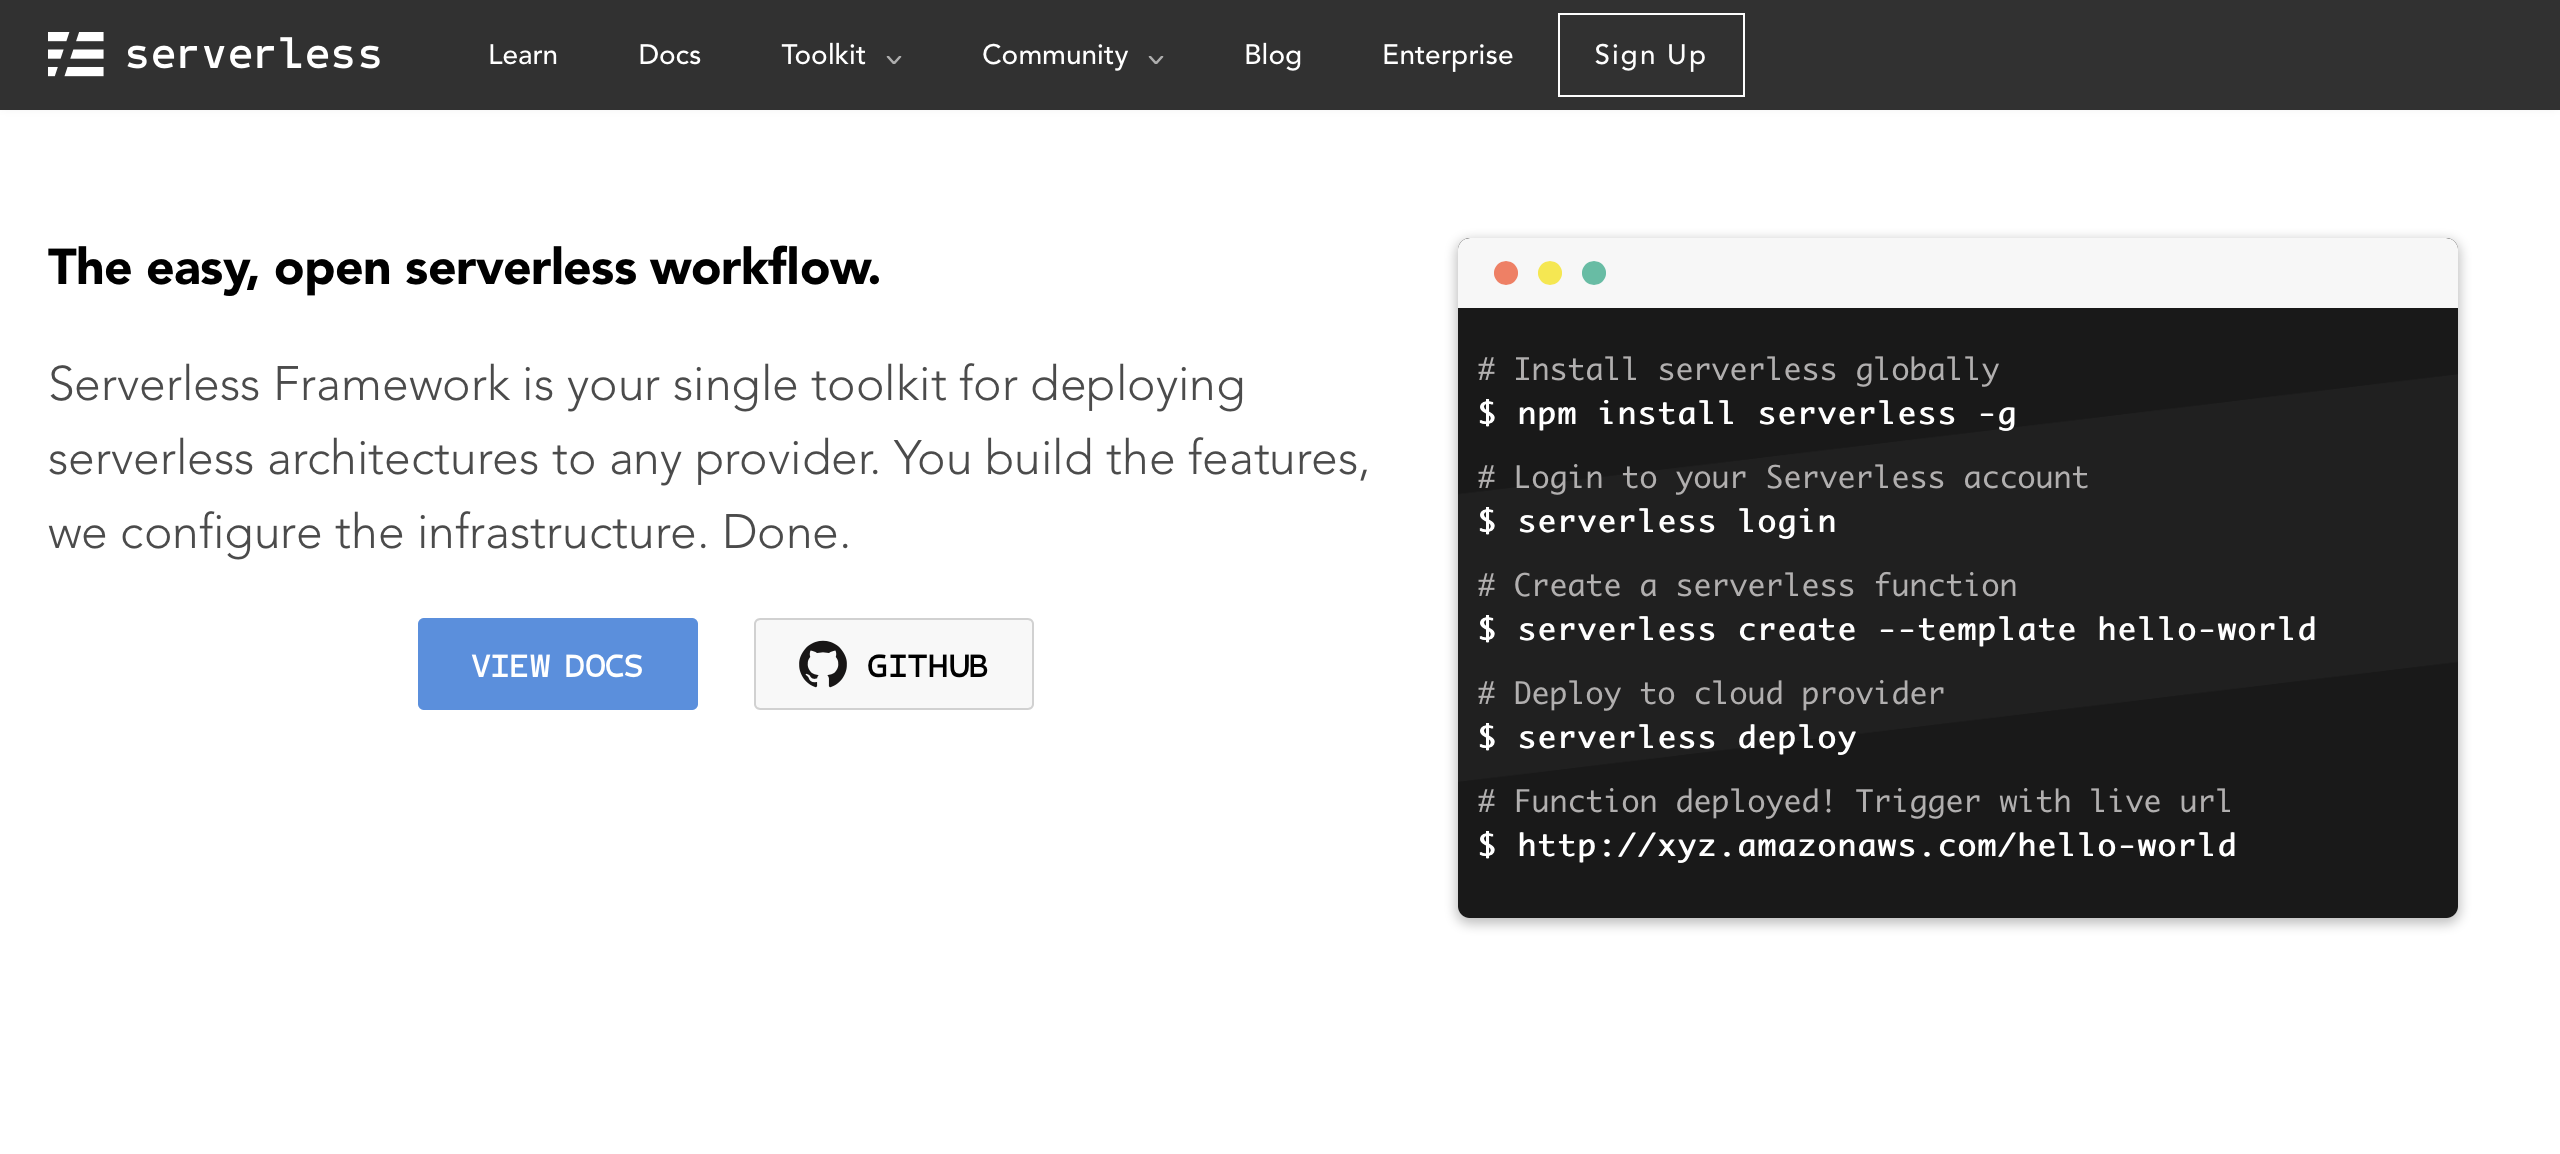 serverless
Learn Docs Toolkit Community Blog Enterprise Sign Up
The easy, open serverless workflow.
Serverless Framework is your single toolkit for deploying
serverless architectures to any provider. You build the features,
we configure the infrastructure. Done.
VIEW DOCS
GITHUB
# Install serverless globally
$ npm install serverless -g
# Login to your Serverless account
$ serverless login
# Create a serverless function
$ serverless create --template hello-world
# Deploy to cloud provider
$ serverless deploy
# Function deployed! Trigger with live url
$ http://xyz.amazonaws.com/hello-world